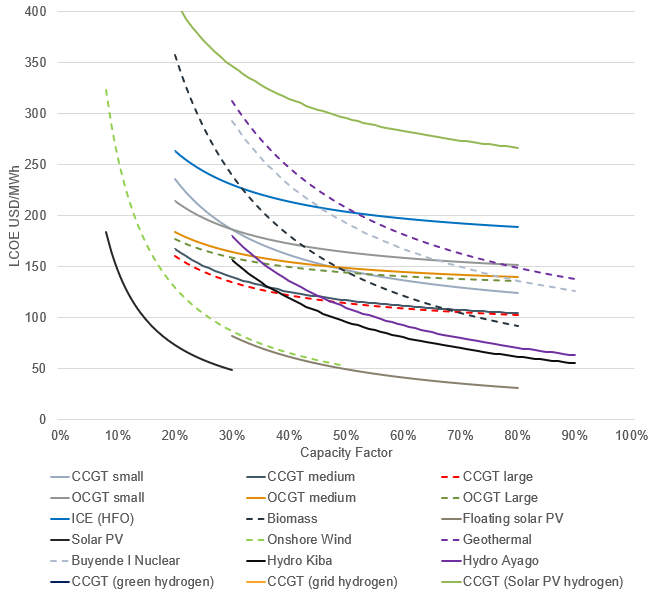 400
350
300
250
200
150
100
50
0
LCOE USD/MWh
0% 10% 20% 30% 40% 50% 60% 70% 80% 90% 100%
Capacity Factor
CCGT small CCGT medium CCGT large
OCGT small OCGT medium OCGT Large
ICE (HFO) Biomass Floating solar PV
Solar PV Onshore Wind Geothermal
Buyende I Nuclear Hydro Kiba Hydro Ayago
CCGT (green hydrogen) CCGT (grid hydrogen) CCGT (Solar PV hydrogen)